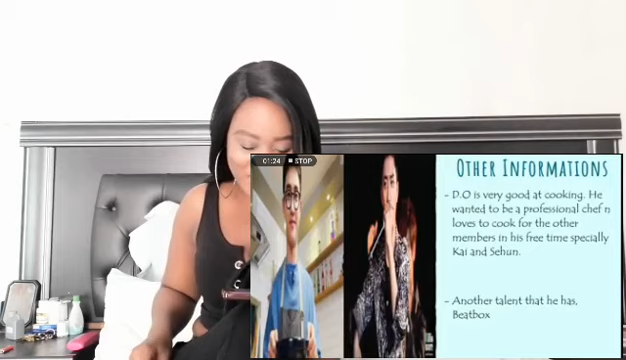 01:24 STOP
OTHER INFORMATIONS
- D.O is very good at cooking. He
wanted to be a professional chef n
loves to cook for the other
members in his free time specially
Kai and Sehun.
- Another talent that he has,
Beatbox